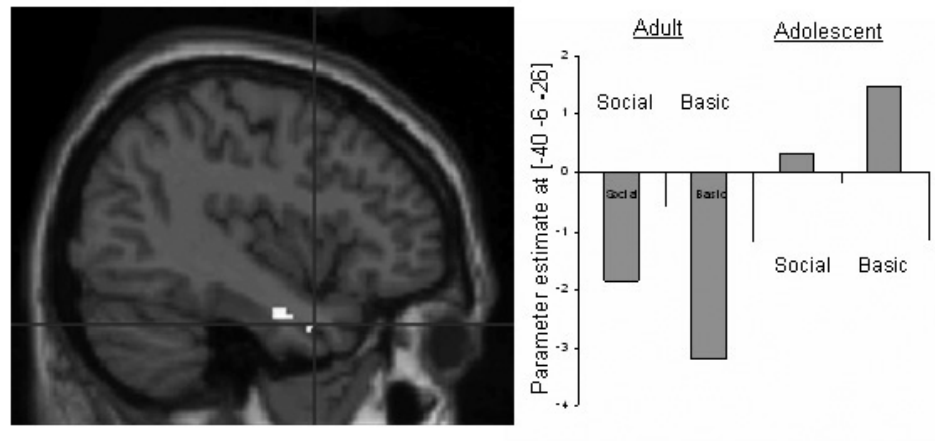 Adult Adolescent
Parameter estimate at [-40 -6 -26]
2
1
0
-1
-2
-3
-4
Social Basic
Social Basic
Social Basic